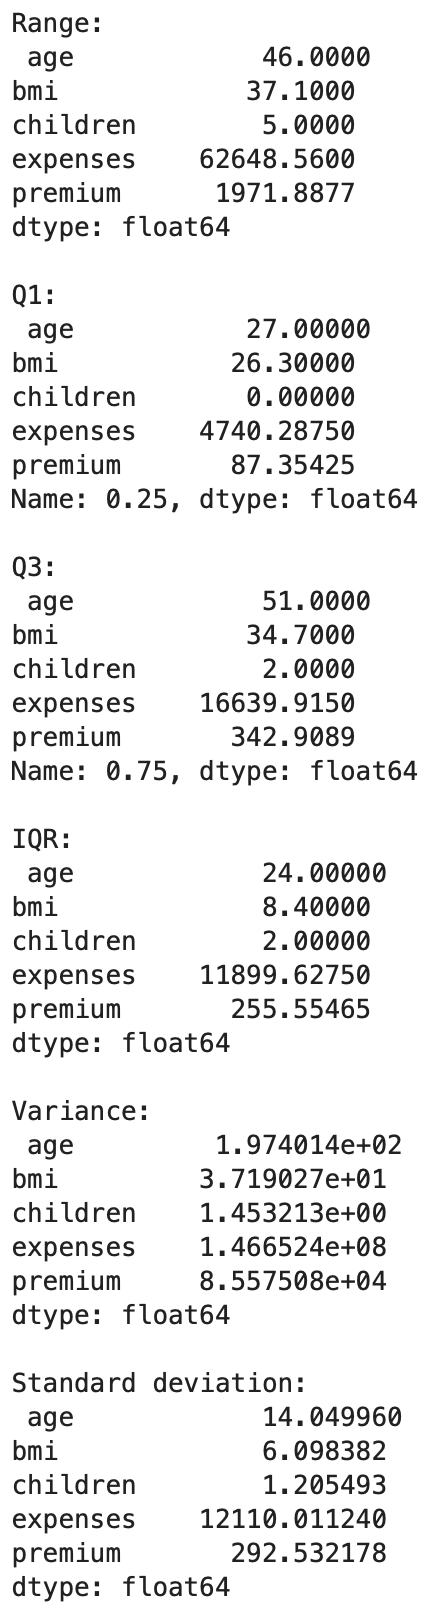 Range:
 age            46.0000
bmi            37.1000
children        5.0000
expenses    62648.5600
premium      1971.8877
dtype: float64

Q1:
 age           27.00000
bmi           26.30000
children       0.00000
expenses    4740.28750
premium       87.35425
Name: 0.25, dtype: float64

Q3:
 age            51.0000
bmi            34.7000
children        2.0000
expenses    16639.9150
premium       342.9089
Name: 0.75, dtype: float64

IQR:
 age            24.00000
bmi             8.40000
children        2.00000
expenses    11899.62750
premium       255.55465
dtype: float64

Variance:
 age         1.974014e+02
bmi         3.719027e+01
children    1.453213e+00
expenses    1.466524e+08
premium     8.557508e+04
dtype: float64

Standard deviation:
 age            14.049960
bmi             6.098382
children        1.205493
expenses    12110.011240
premium       292.532178
dtype: float64